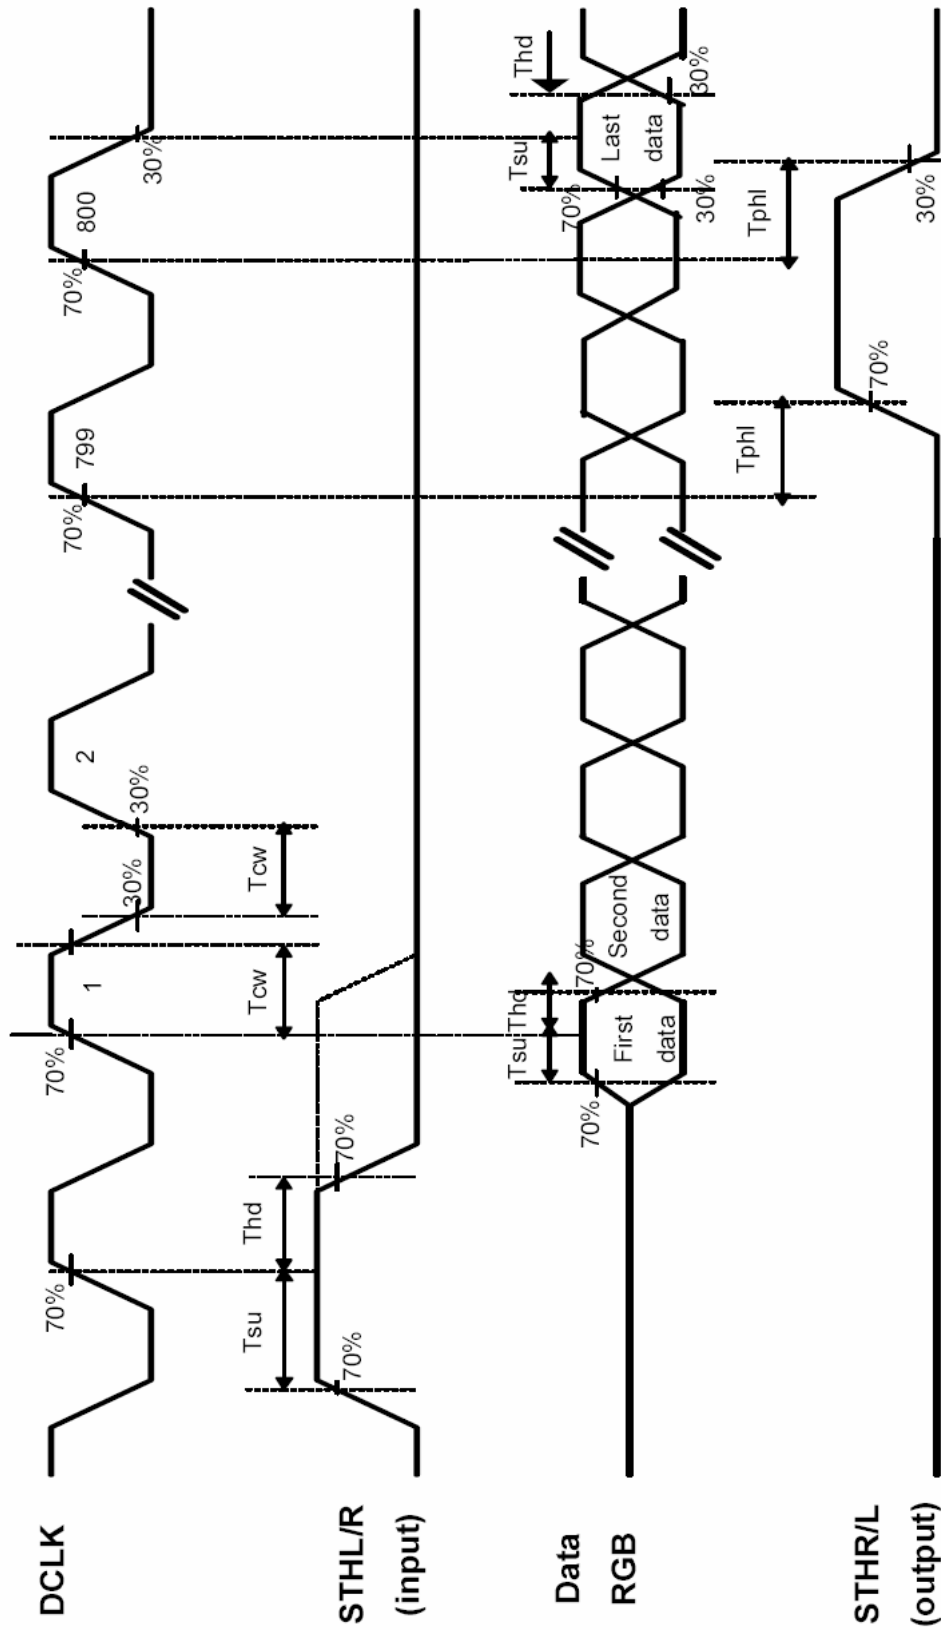 DCLK
70%
70%
1
30%
30%
2
70%
799
70%
800
30%
STHL/R
(input)
Tsu
Thd
Tcw
Tcw
70%
70%
Data
RGB
Tsu
Thd
70%
First
data
70%
Second
data
Tsu
Thd
70%
30%
Last
data
30%
STHR/L
(output)
Tphl
Tphl
70%
30%